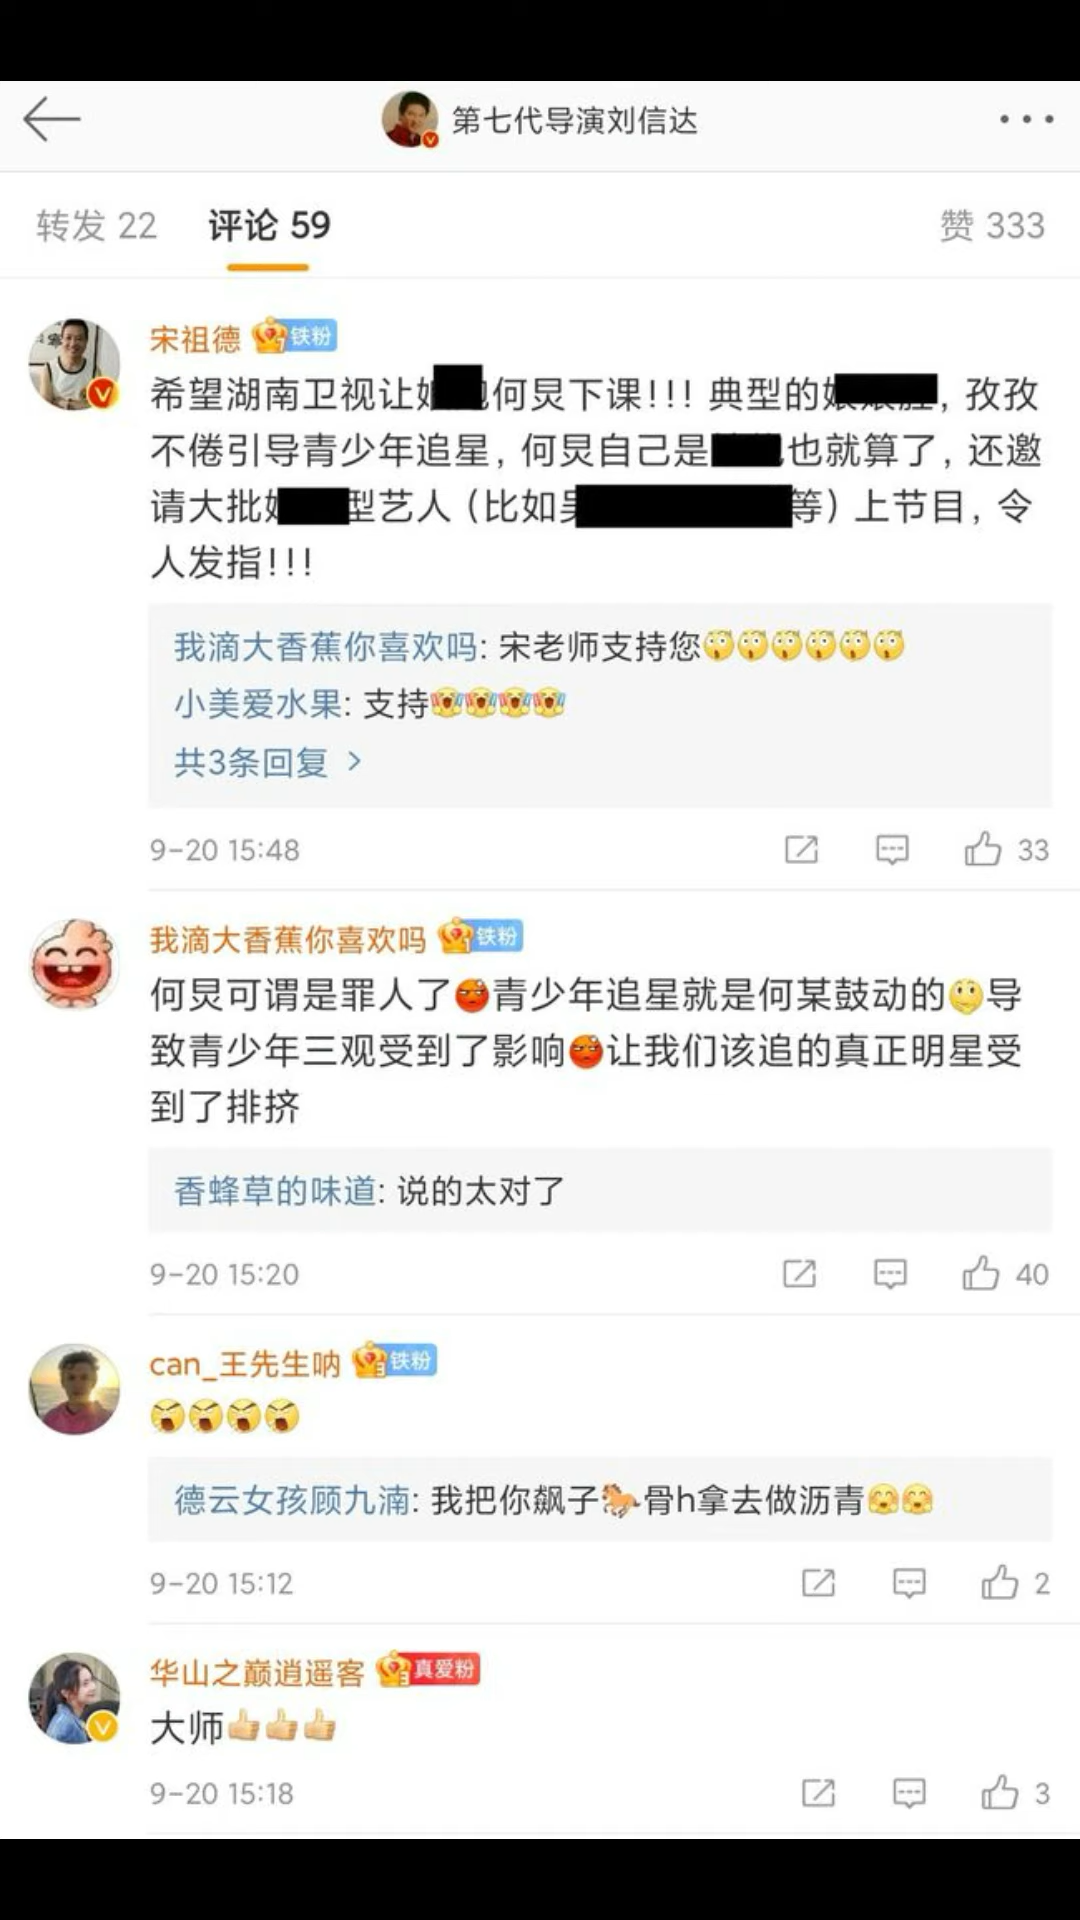 第七代导演刘信达
转发 22 评论 59 赞 333
宋祖德 铁粉
希望湖南卫视让 何炅下课!!! 典型的 , 孜孜
不倦引导青少年追星, 何炅自己是 也就算了, 还邀
请大批 型艺人 (比如吴 等) 上节目, 令
人发指!!!
我滴大香蕉你喜欢吗: 宋老师支持您
小美爱水果: 支持
共3条回复 >
9-20 15:48 33
我滴大香蕉你喜欢吗 铁粉
何炅可谓是罪人了 青少年追星就是何某鼓动的 导
致青少年三观受到了影响 让我们该追的真正明星受
到了排挤
香蜂草的味道: 说的太对了
9-20 15:20 40
can_王先生呐 铁粉
德云女孩顾九湳: 我把你飙子🐎骨h拿去做沥青
9-20 15:12 2
华山之巅逍遥客 真爱粉
大师👍👍👍
9-20 15:18 3